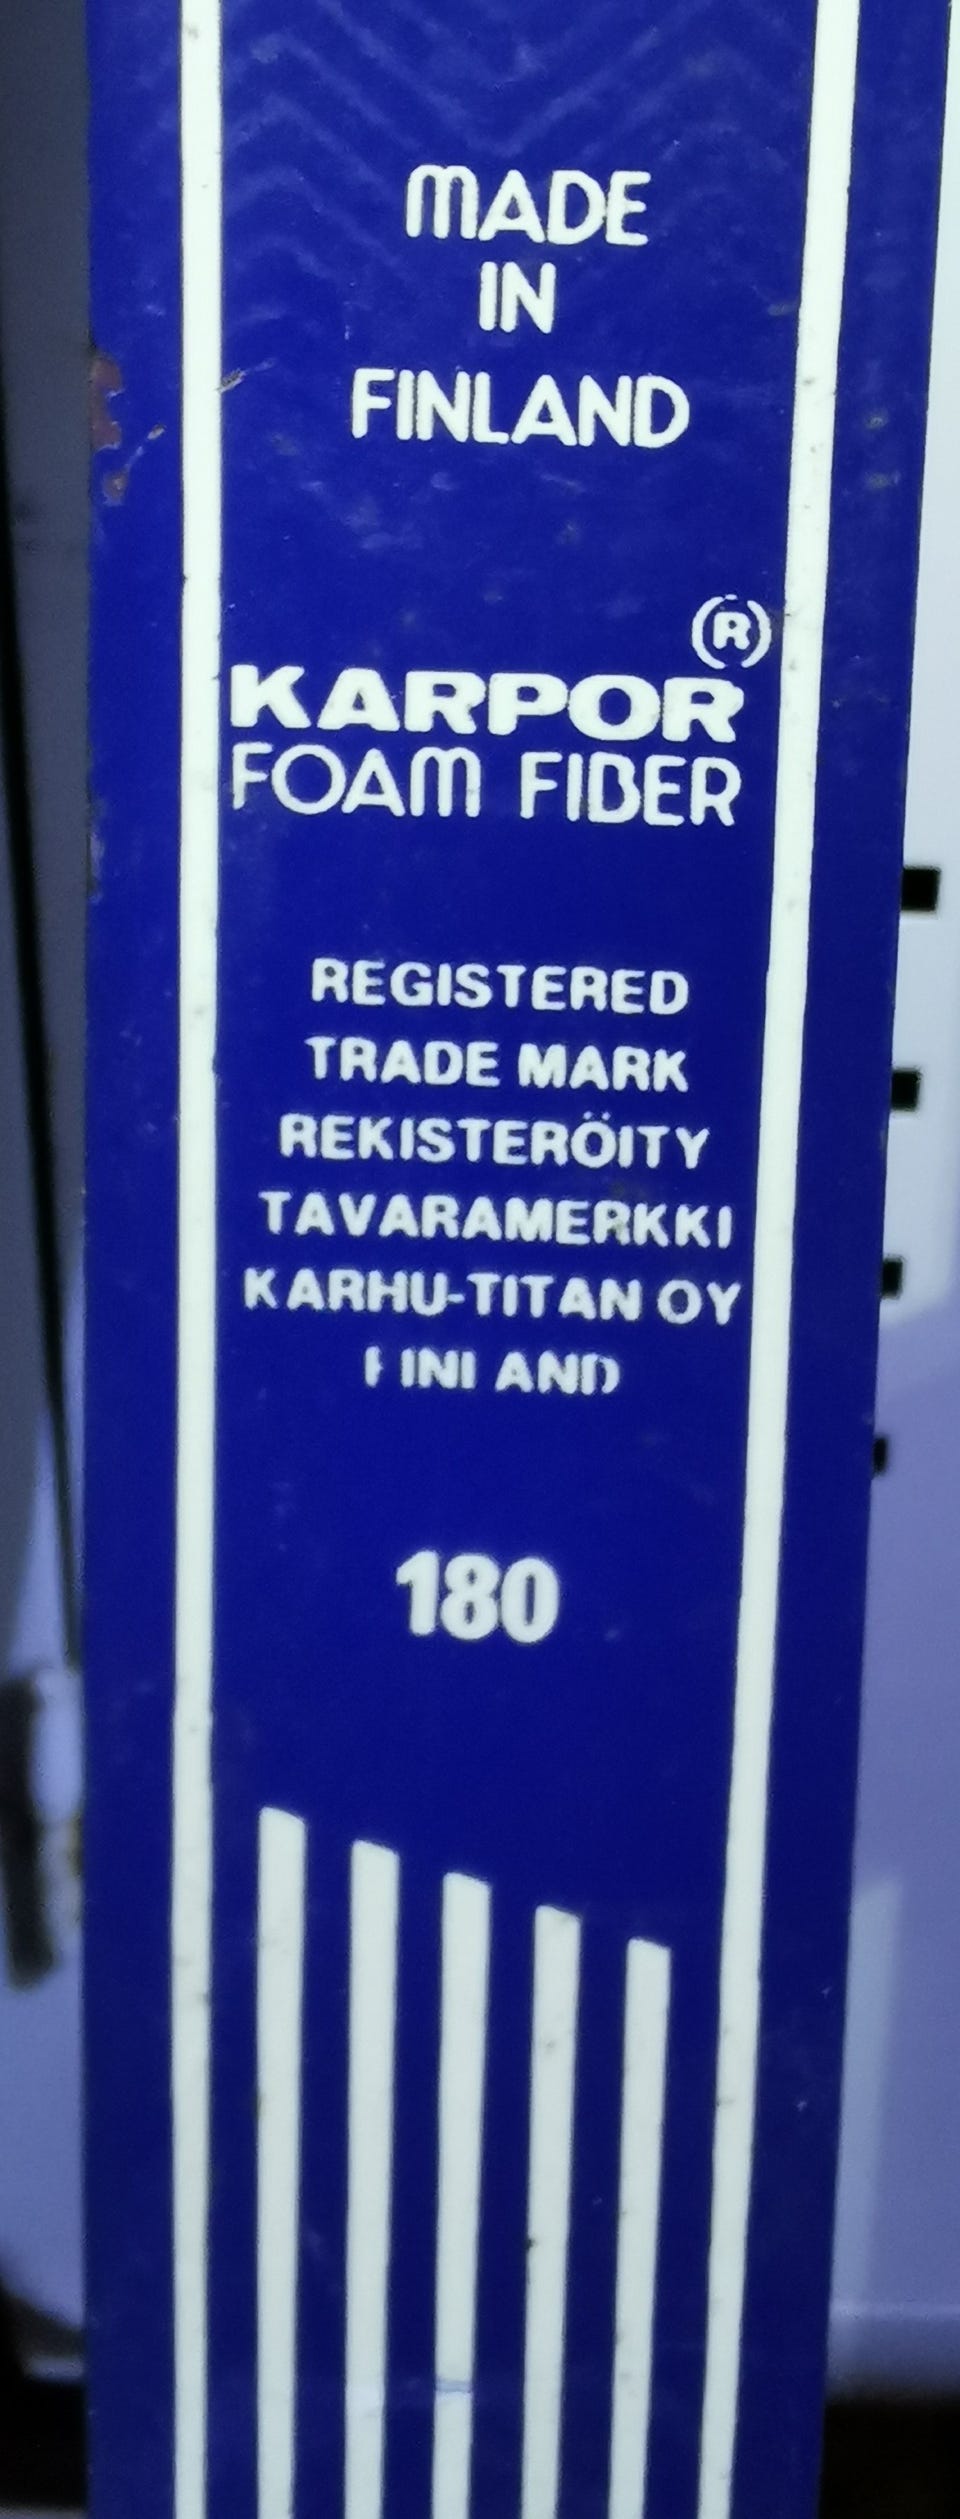 MADE
IN
FINLAND
(R)
KARPOR
FOAM FIBER
REGISTERED
TRADE MARK
REKISTERÖITY
TAVARAMERKKI
KARHU-TITAN OY
FINLAND
180